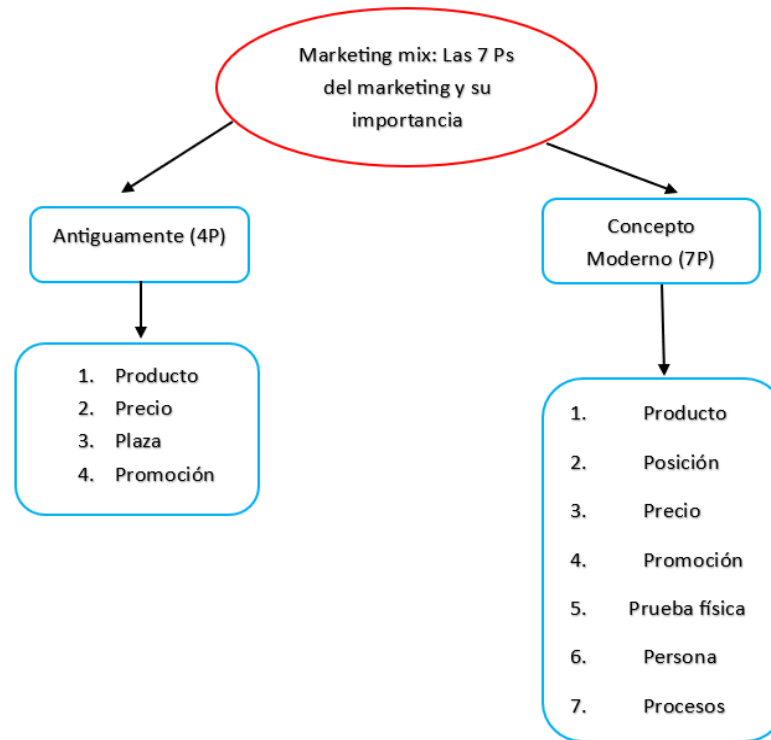 Marketing mix: Las 7 Ps
del marketing y su
importancia
Antiguamente (4P)
Concepto
Moderno (7P)
1. Producto
2. Precio
3. Plaza
4. Promoción
1. Producto
2. Posición
3. Precio
4. Promoción
5. Prueba física
6. Persona
7. Procesos